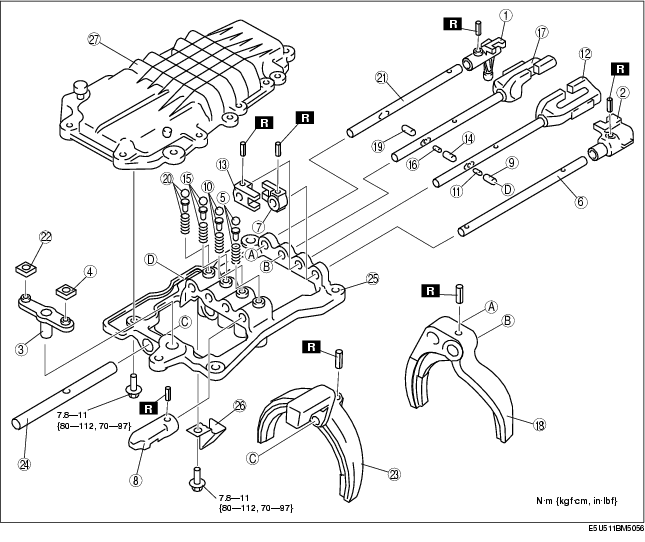 1
R
27
17
12
R
21
2
R
R
19
16
14
13
9
20
15
10
5
11
D
7
6
22
D
A
B
4
25
C
R
A
B
3
R
R
26
7.8—11
{80—112, 70—97}
18
24
8
C
23
7.8—11
{80—112, 70—97}
N·m {kgf·cm, in·lbf}
E5U511BM5056